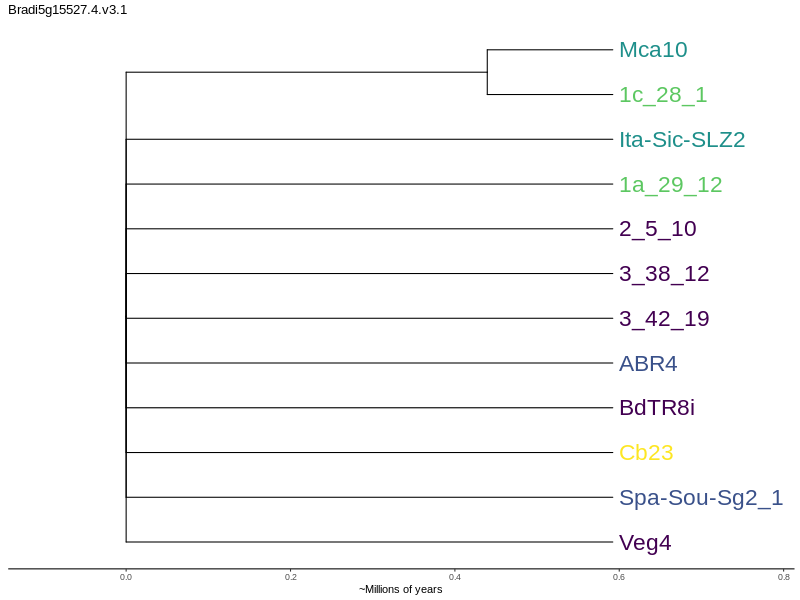 Bradi5g15527.4.v3.1
Mca10
1c_28_1
Ita-Sic-SLZ2
1a_29_12
2_5_10
3_38_12
3_42_19
ABR4
BdTR8i
Cb23
Spa-Sou-Sg2_1
Veg4
0.0 0.2 0.4 0.6 0.8
~Millions of years